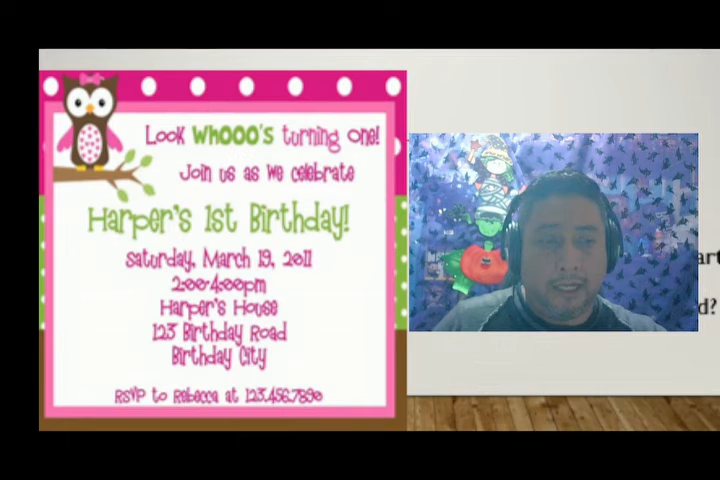 Look Whooo's turning one!
Join us as we celebrate
Harper's 1st Birthday!
Saturday, March 19, 2011
2:00-4:00pm
Harper's House
123 Birthday Road
Birthday City
RSVP to Rebecca at 123.456.7890